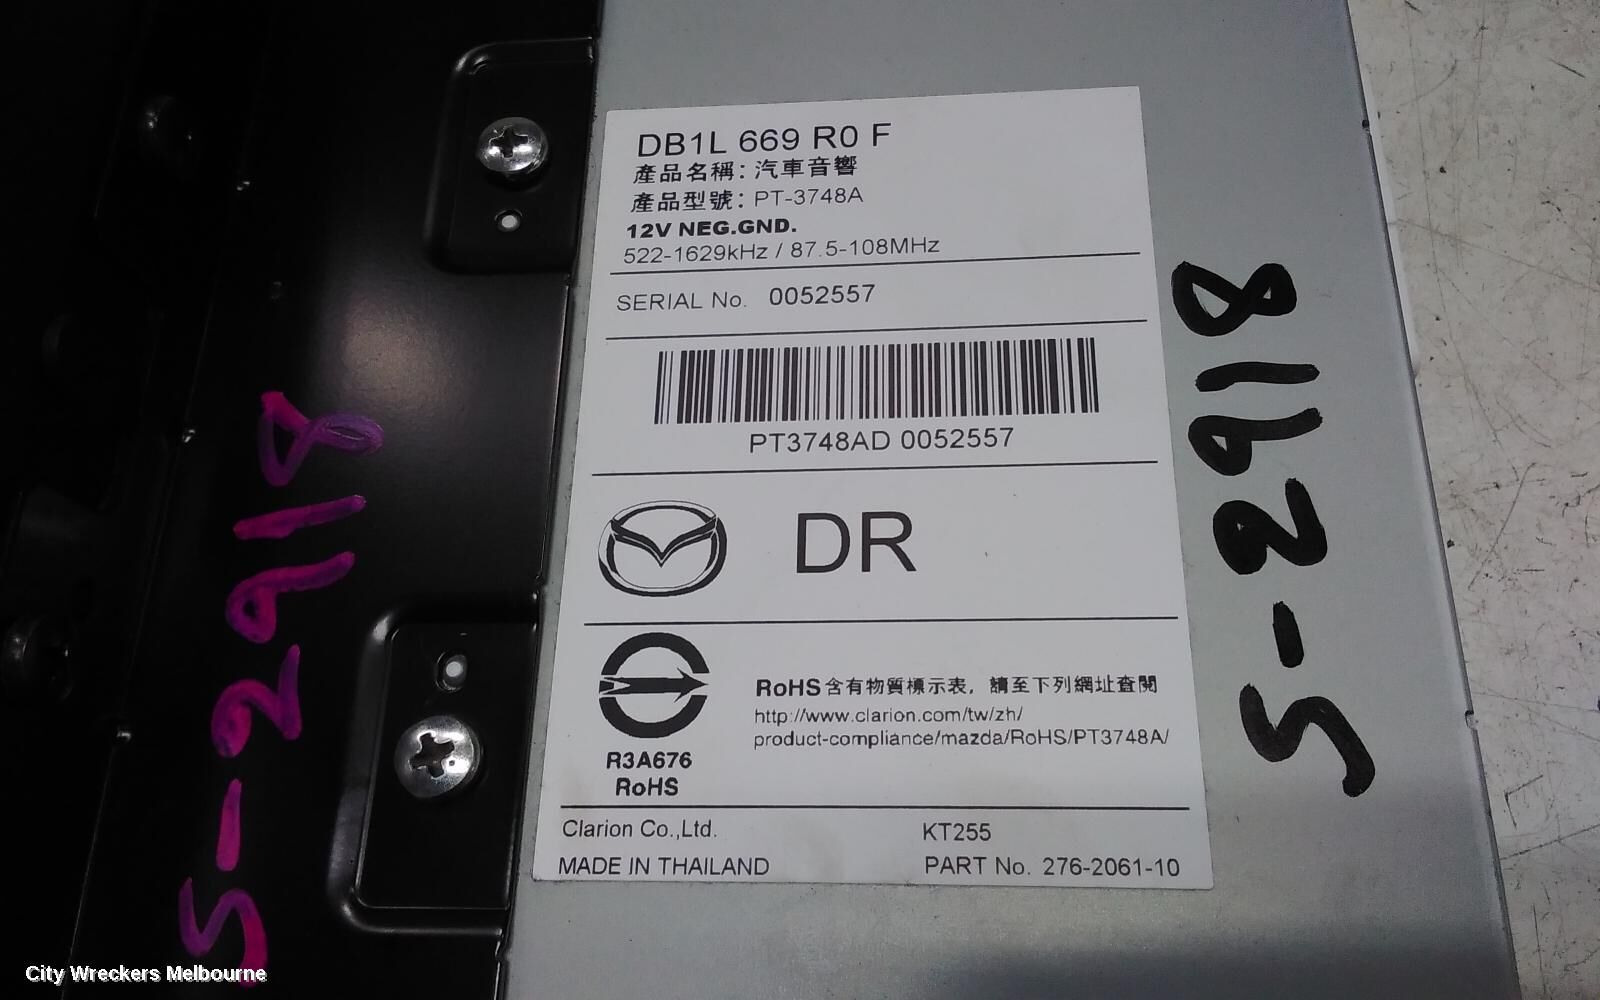 DB1L 669 R0 F
產品名稱：汽車音響
產品型號：PT-3748A
12V NEG.GND.
522-1629kHz / 87.5-108MHz
SERIAL No. 0052557
PT3748AD 0052557
DR
R3A676
RoHS
RoHS含有物質標示表，請至下列網址查閱
http://www.clarion.com/tw/zh/
product-compliance/mazda/RoHS/PT3748A/
Clarion Co.,Ltd. KT255
MADE IN THAILAND PART No. 276-2061-10
5-2918
5-2918
City Wreckers Melbourne